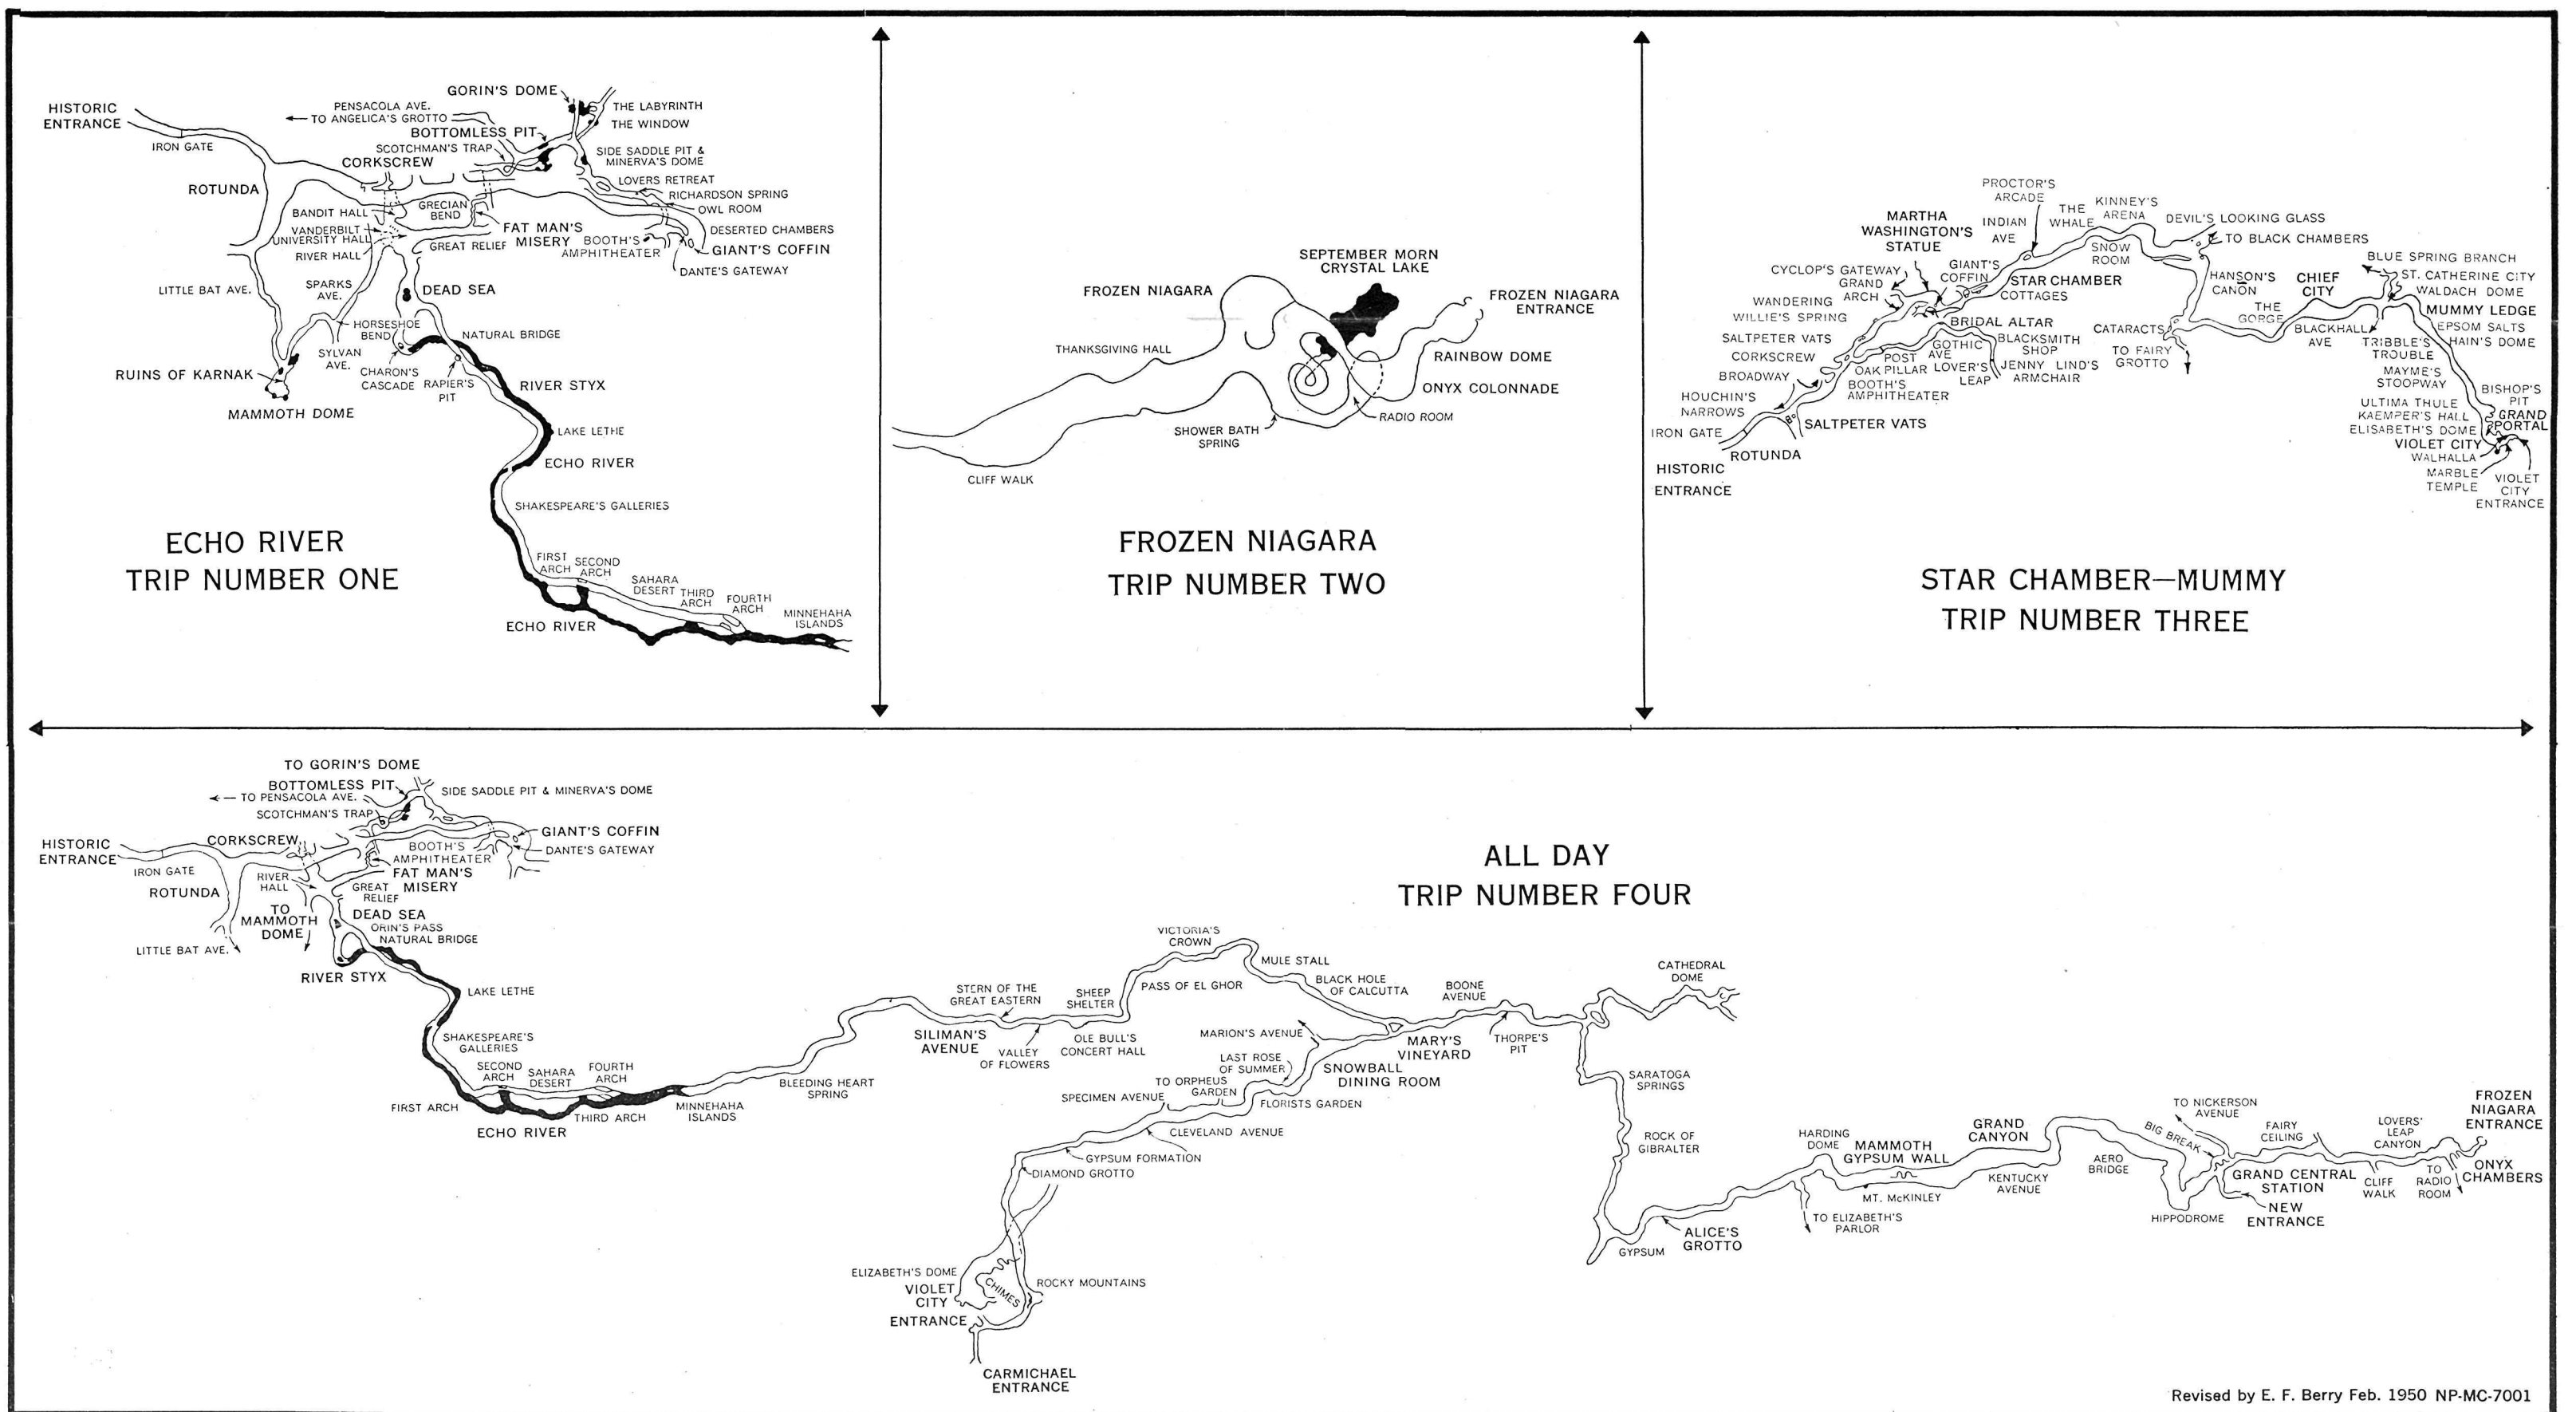 HISTORIC
ENTRANCE
IRON GATE
PENSACOLA AVE.
TO ANGELICA'S GROTTO
GORIN'S DOME
THE LABYRINTH
THE WINDOW
BOTTOMLESS PIT
SCOTCHMAN'S TRAP
CORKSCREW
SIDE SADDLE PIT &
MINERVA'S DOME
LOVERS RETREAT
RICHARDSON SPRING
OWL ROOM
ROTUNDA
BANDIT HALL
GRECIAN
BEND
VANDERBILT
UNIVERSITY HALL
RIVER HALL
FAT MAN'S
MISERY
GREAT RELIEF
BOOTH'S
AMPHITHEATER
DESERTED CHAMBERS
GIANT'S COFFIN
DANTE'S GATEWAY
LITTLE BAT AVE.
SPARKS
AVE.
DEAD SEA
HORSESHOE
BEND
NATURAL BRIDGE
SYLVAN
AVE.
CHARON'S
CASCADE
RAPIER'S
PIT
RUINS OF KARNAK
MAMMOTH DOME
RIVER STYX
LAKE LETHE
ECHO RIVER
SHAKESPEARE'S GALLERIES
FIRST
ARCH
SECOND
ARCH
SAHARA
DESERT
THIRD
ARCH
FOURTH
ARCH
MINNEHAHA
ISLANDS
ECHO RIVER
ECHO RIVER
TRIP NUMBER ONE
SEPTEMBER MORN
CRYSTAL LAKE
FROZEN NIAGARA
FROZEN NIAGARA
ENTRANCE
THANKSGIVING HALL
RAINBOW DOME
ONYX COLONNADE
RADIO ROOM
SHOWER BATH
SPRING
CLIFF WALK
FROZEN NIAGARA
TRIP NUMBER TWO
PROCTOR'S
ARCADE
KINNEY'S
ARENA
THE
WHALE
DEVIL'S LOOKING GLASS
MARTHA
WASHINGTON'S
STATUE
INDIAN
AVE
TO BLACK CHAMBERS
SNOW
ROOM
BLUE SPRING BRANCH
CYCLOP'S GATEWAY
GRAND
ARCH
GIANT'S
COFFIN
STAR CHAMBER
COTTAGES
HANSON'S
CANON
CHIEF
CITY
ST. CATHERINE CITY
WALDACH DOME
WANDERING
WILLIE'S SPRING
THE
GORGE
MUMMY LEDGE
BRIDAL ALTAR
CATARACTS
BLACKHALL
AVE
EPSOM SALTS
HAIN'S DOME
SALTPETER VATS
GOTHIC
AVE
BLACKSMITH
SHOP
TO FAIRY
GROTTO
TRIBBLE'S
TROUBLE
CORKSCREW
POST
OAK PILLAR
LOVER'S
LEAP
JENNY LIND'S
ARMCHAIR
MAYME'S
STOOPWAY
BROADWAY
BOOTH'S
AMPHITHEATER
BISHOP'S
PIT
HOUCHIN'S
NARROWS
ULTIMA THULE
KAEMPER'S HALL
ELISABETH'S DOME
GRAND
PORTAL
IRON GATE
SALTPETER VATS
VIOLET CITY
WALHALLA
ROTUNDA
HISTORIC
ENTRANCE
MARBLE
TEMPLE
VIOLET
CITY
ENTRANCE
STAR CHAMBER—MUMMY
TRIP NUMBER THREE
TO GORIN'S DOME
BOTTOMLESS PIT
TO PENSACOLA AVE.
SIDE SADDLE PIT & MINERVA'S DOME
SCOTCHMAN'S TRAP
HISTORIC
ENTRANCE
CORKSCREW
GIANT'S COFFIN
DANTE'S GATEWAY
BOOTH'S
AMPHITHEATER
IRON GATE
ROTUNDA
RIVER
HALL
FAT MAN'S
MISERY
GREAT
RELIEF
TO
MAMMOTH
DOME
DEAD SEA
ORIN'S PASS
NATURAL BRIDGE
LITTLE BAT AVE.
RIVER STYX
LAKE LETHE
SHAKESPEARE'S
GALLERIES
SECOND
ARCH
SAHARA
DESERT
FOURTH
ARCH
FIRST ARCH
THIRD ARCH
ECHO RIVER
MINNEHAHA
ISLANDS
BLEEDING HEART
SPRING
ALL DAY
TRIP NUMBER FOUR
SILIMAN'S
AVENUE
STERN OF THE
GREAT EASTERN
VALLEY
OF FLOWERS
SHEEP
SHELTER
OLE BULL'S
CONCERT HALL
PASS OF EL GHOR
VICTORIA'S
CROWN
MULE STALL
BLACK HOLE
OF CALCUTTA
MARION'S AVENUE
LAST ROSE
OF SUMMER
SNOWBALL
DINING ROOM
MARY'S
VINEYARD
BOONE
AVENUE
THORPE'S
PIT
CATHEDRAL
DOME
TO ORPHEUS
GARDEN
SPECIMEN AVENUE
FLORISTS GARDEN
CLEVELAND AVENUE
GYPSUM FORMATION
DIAMOND GROTTO
ELIZABETH'S DOME
VIOLET
CITY
ENTRANCE
CHIMES
ROCKY MOUNTAINS
CARMICHAEL
ENTRANCE
SARATOGA
SPRINGS
ROCK OF
GIBRALTER
GYPSUM
ALICE'S
GROTTO
HARDING
DOME
MAMMOTH
GYPSUM WALL
TO ELIZABETH'S
PARLOR
MT. McKINLEY
GRAND
CANYON
KENTUCKY
AVENUE
AERO
BRIDGE
TO NICKERSON
AVENUE
BIG BREAK
HIPPODROME
FAIRY
CEILING
GRAND CENTRAL
STATION
NEW
ENTRANCE
CLIFF
WALK
LOVERS'
LEAP
CANYON
TO
RADIO
ROOM
FROZEN
NIAGARA
ENTRANCE
ONYX
CHAMBERS
Revised by E. F. Berry Feb. 1950 NP-MC-7001